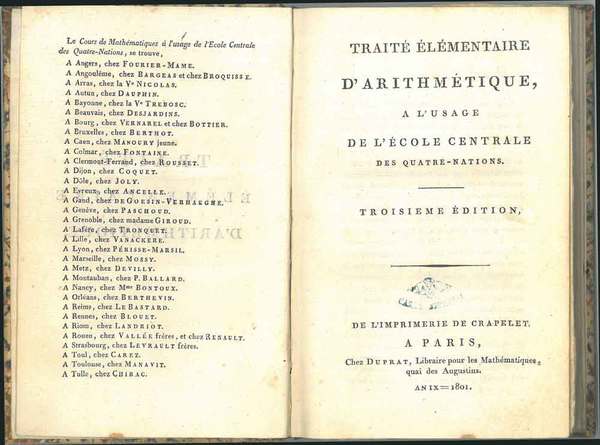 Le Cours de Mathématiques à l'usage de l'Ecole Centrale
des Quatre-Nations, se trouve,
A Angers, chez FOURIER-MAME.
A Angoulême, chez BARGEAS et chez BROQUISSE.
A Arras, chez la Ve NICOLAS.
A Autun, chez DAUPHIN.
A Bayonne, chez la Ve TREBOSC.
A Beauvais, chez DESJARDINS.
A Bourg, chez VERNAREL et chez BOTTIER.
A Bruxelles, chez BERTHOT.
A Caen, chez MANOURY jeune.
A Colmar, chez FONTAINE.
A Clermont-Ferrand, chez ROUSSET.
A Dijon, chez COQUET.
A Dôle, chez JOLY.
A Evreux, chez ANCELLE.
A Gand, chez DE GOESIN-VERHAEGHE.
A Genève, chez PASCHOUD.
A Grenoble, chez madame GIROUD.
A Lafère, chez TRONQUET.
A Lille, chez VANACKERE.
A Lyon, chez PÉRISSE-MARSIL.
A Marseille, chez MOSSY.
A Metz, chez DEVILLY.
A Montauban, chez P. BALLARD.
A Nancy, chez Mme BONTOUX.
A Orléans, chez BERTHEVIN.
A Reims, chez LE BASTARD.
A Rennes, chez BLOUET.
A Riom, chez LANDRIOT.
A Rouen, chez VALLÉE frères, et chez RENAULT.
A Strasbourg, chez LEVRAULT frères.
A Toul, chez CAREZ.
A Toulouse, chez MANAVIT.
A Tulle, chez CHIRAC.
TRAITÉ ÉLÉMENTAIRE
D'ARITHMÉTIQUE,
A L'USAGE
DE L'ÉCOLE CENTRALE
DES QUATRE-NATIONS.
TROISIEME ÉDITION,
DE L'IMPRIMERIE DE CRAPELET.
A PARIS,
Chez DUPRAT, Libraire pour les Mathématiques,
quai des Augustins.
AN IX = 1801.